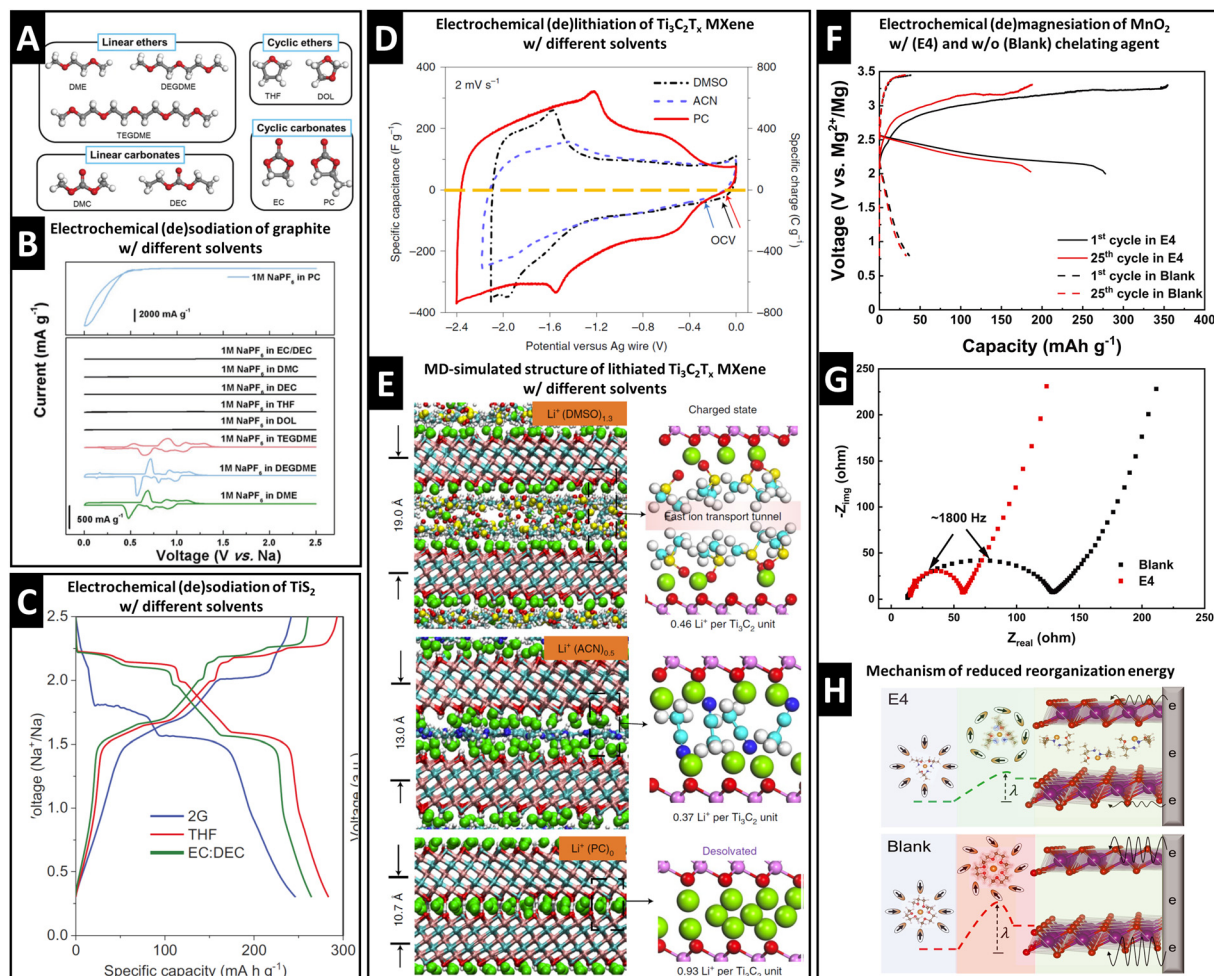 A
Linear ethers
DME
DEGDME
TEGDME
Linear carbonates
DMC
DEC
Cyclic ethers
THF
DOL
Cyclic carbonates
EC
PC
B
Electrochemical (de)sodiation of graphite
w/ different solvents
1M NaPF6 in PC
2000 mA g-1
Current (mA g-1)
1M NaPF6 in EC/DEC
1M NaPF6 in DMC
1M NaPF6 in DEC
1M NaPF6 in THF
1M NaPF6 in DOL
1M NaPF6 in TEGDME
1M NaPF6 in DEGDME
1M NaPF6 in DME
500 mA g-1
0.0 0.5 1.0 1.5 2.0 2.5
Voltage (V vs. Na)
C
Electrochemical (de)sodation of TiS2
w/ different solvents
2.5
2.0
1.5
1.0
0.5
0.0
oltage (Na+/Na)
Voltage (a.u.)
2G
THF
EC:DEC
0 100 200 300
Specific capacity (mA h g-1)
D
Electrochemical (de)lithiation of Ti3C2Tx MXene
w/ different solvents
2 mV s−1
DMSO
ACN
PC
400
200
0
−200
−400
Specific capacitance (F g−1)
800
600
400
200
0
−200
−400
−600
−800
Specific charge (C g−1)
OCV
−2.4 −2.0 −1.6 −1.2 −0.8 −0.4 0.0
Potential versus Ag wire (V)
E
MD-simulated structure of lithiated Ti3C2Tx MXene
w/ different solvents
Li+ (DMSO)1.3
Charged state
19.0 Å
Fast ion transport tunnel
0.46 Li+ per Ti3C2 unit
Li+ (ACN)0.5
13.0 Å
0.37 Li+ per Ti3C2 unit
Li+ (PC)0
Desolvated
10.7 Å
0.93 Li+ per Ti3C2 unit
F
Electrochemical (de)magnesiation of MnO2
w/ (E4) and w/o (Blank) chelating agent
3.5
3.0
2.5
2.0
1.5
1.0
0.5
Voltage (V vs. Mg2+/Mg)
1st cycle in E4
25th cycle in E4
1st cycle in Blank
25th cycle in Blank
0 50 100 150 200 250 300 350 400
Capacity (mAh g-1)
G
250
200
150
100
50
0
-Zimg (ohm)
~1800 Hz
Blank
E4
0 50 100 150 200 250
Zreal (ohm)
H
Mechanism of reduced reorganization energy
E4
λ
e
e
e
Blank
λ
e
e
e